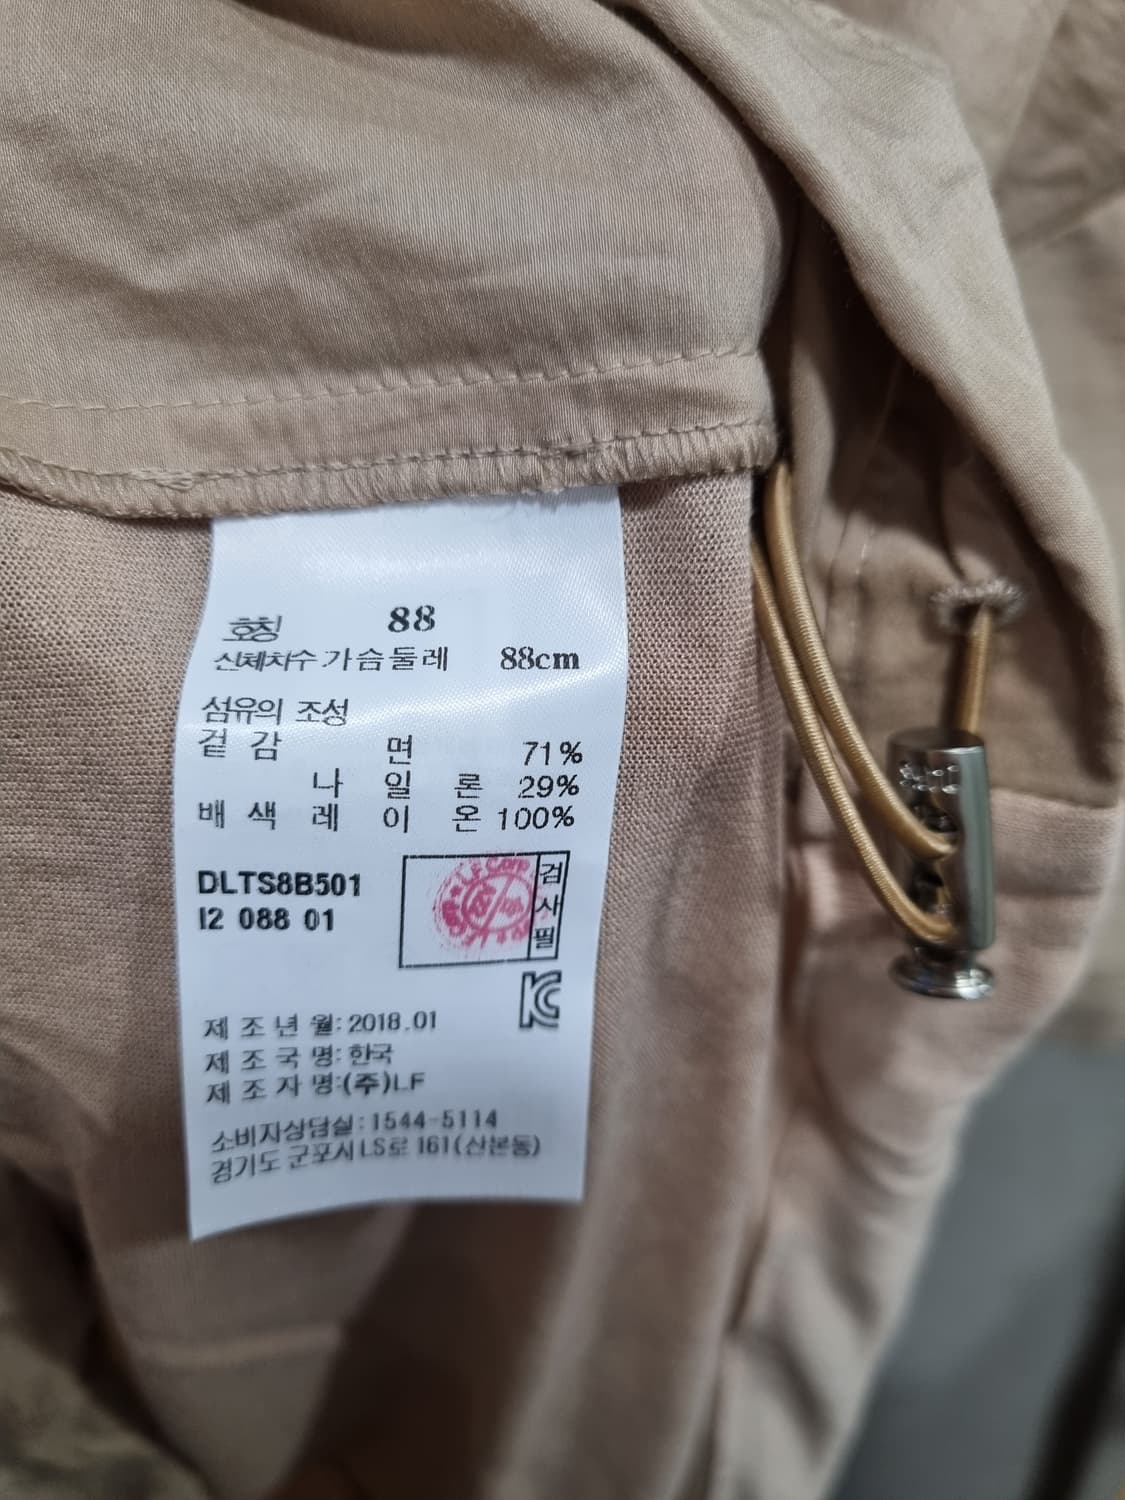 호칭 88
신체치수 가슴둘레 88cm
섬유의 조성
겉감 면 71%
나일론 29%
배색 레이온 100%
DLTS8B501
I2 088 01
검사필
LF Corp
KC
제조년월: 2018.01
제조국명: 한국
제조자명:(주)LF
소비자상담실: 1544-5114
경기도 군포시 LS로 161(산본동)